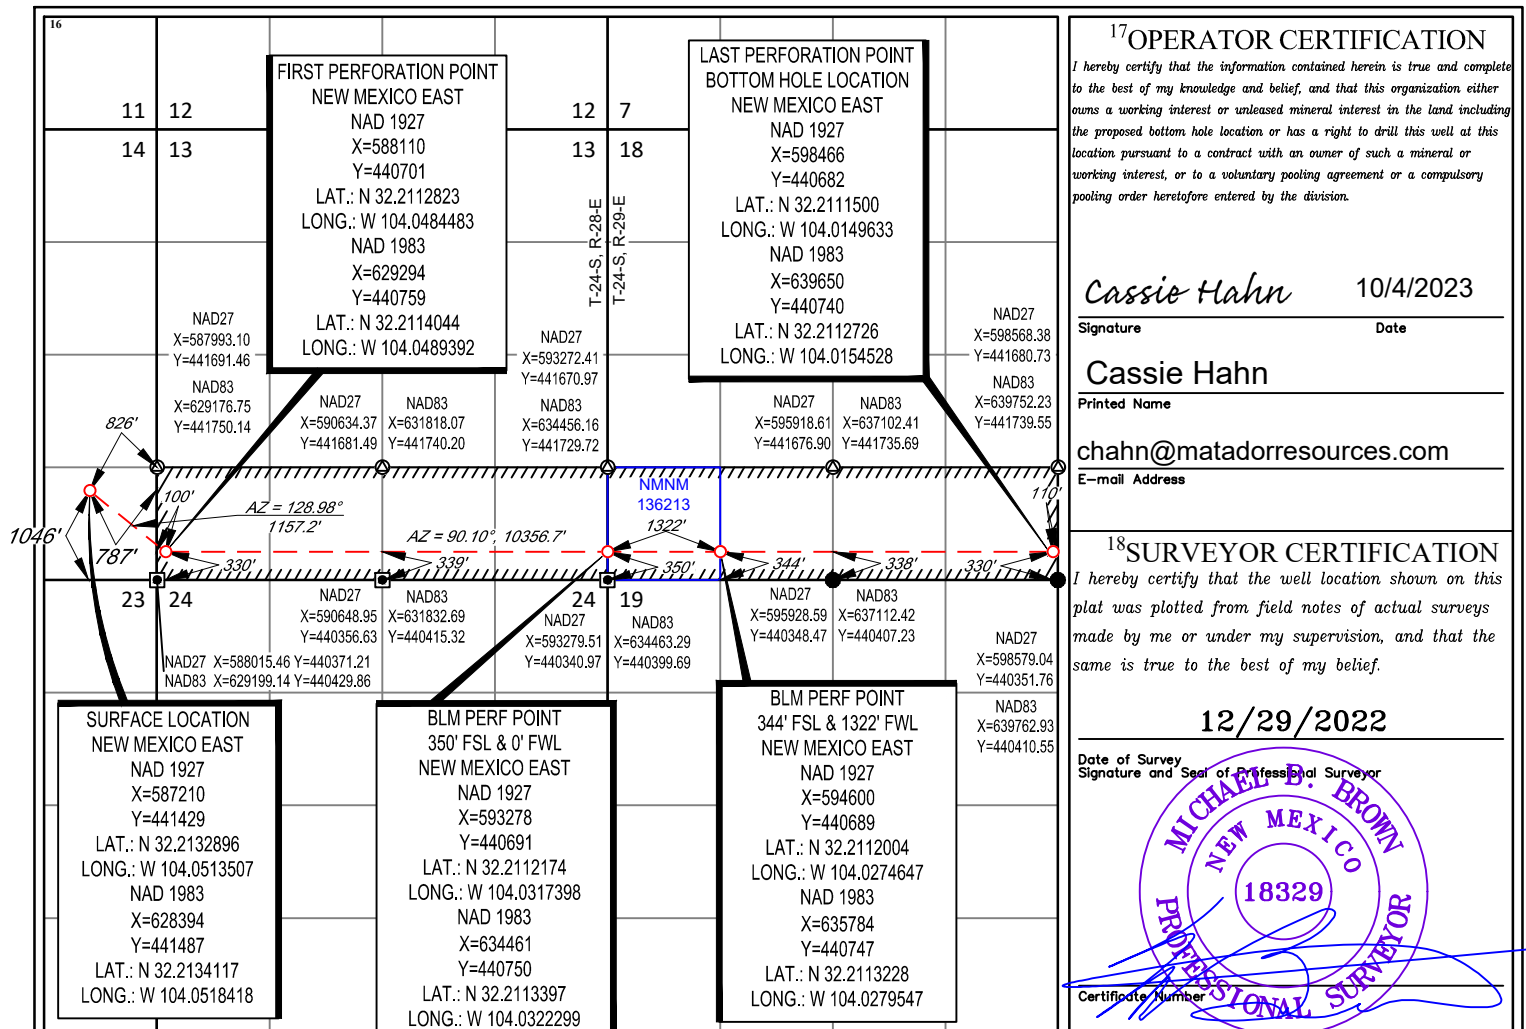 16
11 12
14 13
12 7
13 18
T-24-S, R-28-E
T-24-S, R-29-E
FIRST PERFORATION POINT
NEW MEXICO EAST
NAD 1927
X=588110
Y=440701
LAT.: N 32.2112823
LONG.: W 104.0484483
NAD 1983
X=629294
Y=440759
LAT.: N 32.2114044
LONG.: W 104.0489392
LAST PERFORATION POINT
BOTTOM HOLE LOCATION
NEW MEXICO EAST
NAD 1927
X=598466
Y=440682
LAT.: N 32.2111500
LONG.: W 104.0149633
NAD 1983
X=639650
Y=440740
LAT.: N 32.2112726
LONG.: W 104.0154528
NAD27
X=587993.10
Y=441691.46
NAD83
X=629176.75
Y=441750.14
NAD27
X=590634.37
Y=441681.49
NAD83
X=631818.07
Y=441740.20
NAD27
X=593272.41
Y=441670.97
NAD83
X=634456.16
Y=441729.72
NAD27
X=595918.61
Y=441676.90
NAD83
X=637102.41
Y=441735.69
NAD27
X=598568.38
Y=441680.73
NAD83
X=639752.23
Y=441739.55
826'
1046'
787'
100'
AZ = 128.98°
1157.2'
AZ = 90.10°, 10356.7'
NMNM
136213
1322'
110'
330'
339'
350'
344'
338'
330'
23 24
24 19
NAD27 X=588015.46 Y=440371.21
NAD83 X=629199.14 Y=440429.86
NAD27
X=590648.95
Y=440356.63
NAD83
X=631832.69
Y=440415.32
NAD27
X=593279.51
Y=440340.97
NAD83
X=634463.29
Y=440399.69
NAD27
X=595928.59
Y=440348.47
NAD83
X=637112.42
Y=440407.23
NAD27
X=598579.04
Y=440351.76
NAD83
X=639762.93
Y=440410.55
SURFACE LOCATION
NEW MEXICO EAST
NAD 1927
X=587210
Y=441429
LAT.: N 32.2132896
LONG.: W 104.0513507
NAD 1983
X=628394
Y=441487
LAT.: N 32.2134117
LONG.: W 104.0518418
BLM PERF POINT
350' FSL & 0' FWL
NEW MEXICO EAST
NAD 1927
X=593278
Y=440691
LAT.: N 32.2112174
LONG.: W 104.0317398
NAD 1983
X=634461
Y=440750
LAT.: N 32.2113397
LONG.: W 104.0322299
BLM PERF POINT
344' FSL & 1322' FWL
NEW MEXICO EAST
NAD 1927
X=594600
Y=440689
LAT.: N 32.2112004
LONG.: W 104.0274647
NAD 1983
X=635784
Y=440747
LAT.: N 32.2113228
LONG.: W 104.0279547
17 OPERATOR CERTIFICATION
I hereby certify that the information contained herein is true and complete
to the best of my knowledge and belief, and that this organization either
owns a working interest or unleased mineral interest in the land including
the proposed bottom hole location or has a right to drill this well at this
location pursuant to a contract with an owner of such a mineral or
working interest, or to a voluntary pooling agreement or a compulsory
pooling order heretofore entered by the division.
Cassie Hahn 10/4/2023
Signature Date
Cassie Hahn
Printed Name
chahn@matadorresources.com
E-mail Address
18 SURVEYOR CERTIFICATION
I hereby certify that the well location shown on this
plat was plotted from field notes of actual surveys
made by me or under my supervision, and that the
same is true to the best of my belief.
12/29/2022
Date of Survey
Signature and Seal of Professional Surveyor
MICHAEL B. BROWN
NEW MEXICO
18329
PROFESSIONAL SURVEYOR
Certificate Number